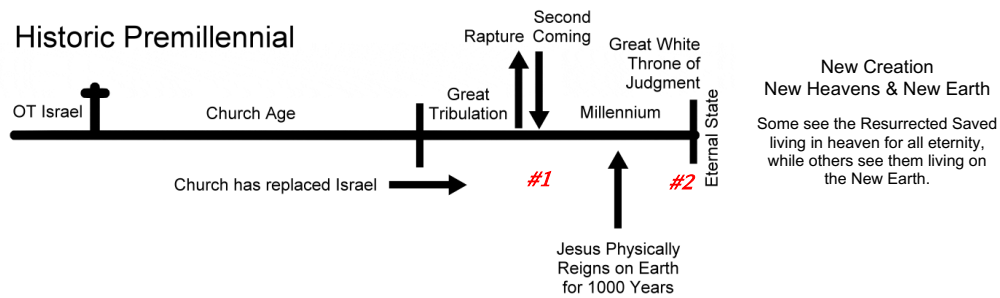 Historic Premillennial
OT Israel
Church Age
Great
Tribulation
Rapture
Second
Coming
Millennium
Great White
Throne of
Judgment
Eternal State
Church has replaced Israel
#1
#2
Jesus Physically
Reigns on Earth
for 1000 Years
New Creation
New Heavens & New Earth
Some see the Resurrected Saved
living in heaven for all eternity,
while others see them living on
the New Earth.